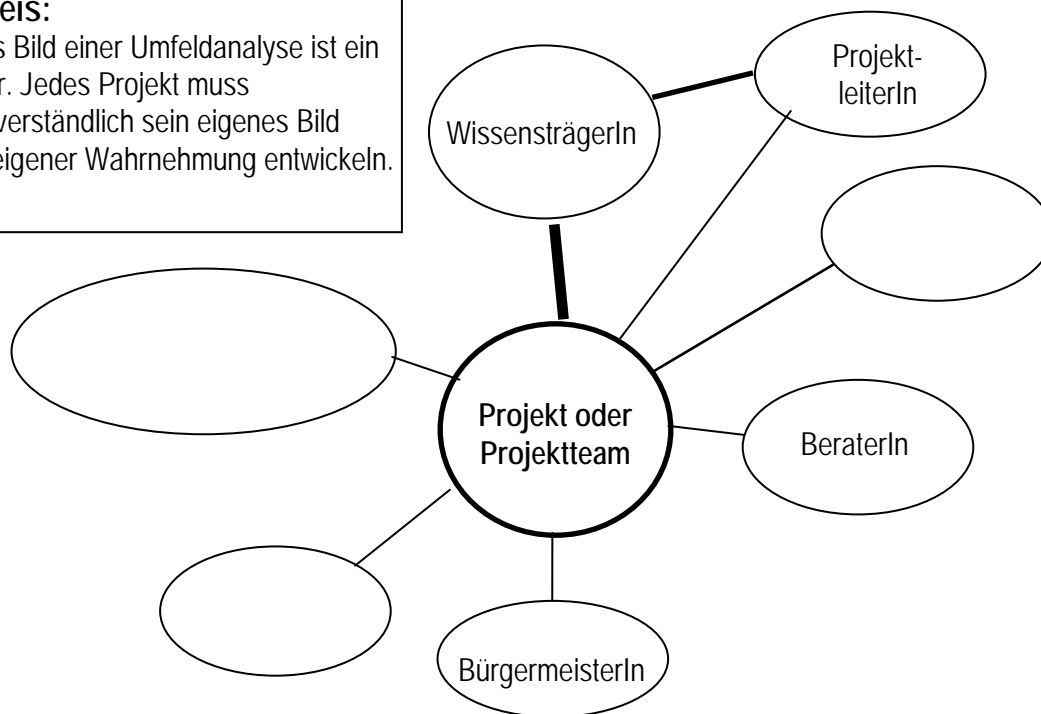 eis:
s Bild einer Umfeldanalyse ist ein
r. Jedes Projekt muss
verständlich sein eigenes Bild
eigener Wahrnehmung entwickeln.
Projekt-
leiterIn
WissensträgerIn
Projekt oder
Projektteam
BeraterIn
BürgermeisterIn